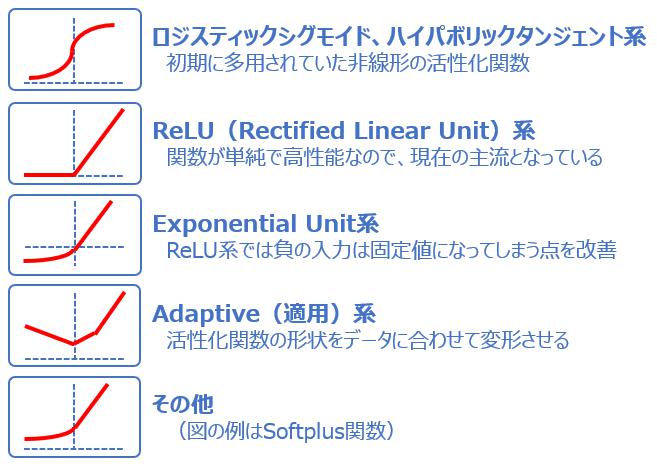 ロジスティックシグモイド、ハイパボリックタンジェント系
初期に多用されていた非線形の活性化関数
ReLU（Rectified Linear Unit）系
関数が単純で高性能なので、現在の主流となっている
Exponential Unit系
ReLU系では負の入力は固定値になってしまう点を改善
Adaptive（適用）系
活性化関数の形状をデータに合わせて変形させる
その他
（図の例はSoftplus関数）